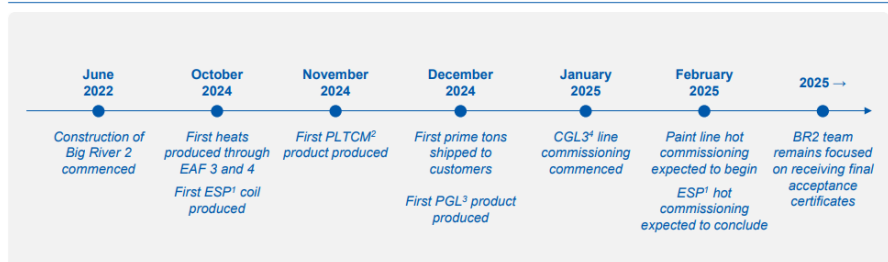 June
2022
October
2024
November
2024
December
2024
January
2025
February
2025
2025 →
Construction of
Big River 2
commenced
First heats
produced through
EAF 3 and 4
First ESP¹ coil
produced
First PLTCM²
product produced
First prime tons
shipped to
customers
First PGL³ product
produced
CGL3⁴ line
commissioning
commenced
Paint line hot
commissioning
expected to begin
ESP¹ hot
commissioning
expected to conclude
BR2 team
remains focused
on receiving final
acceptance
certificates